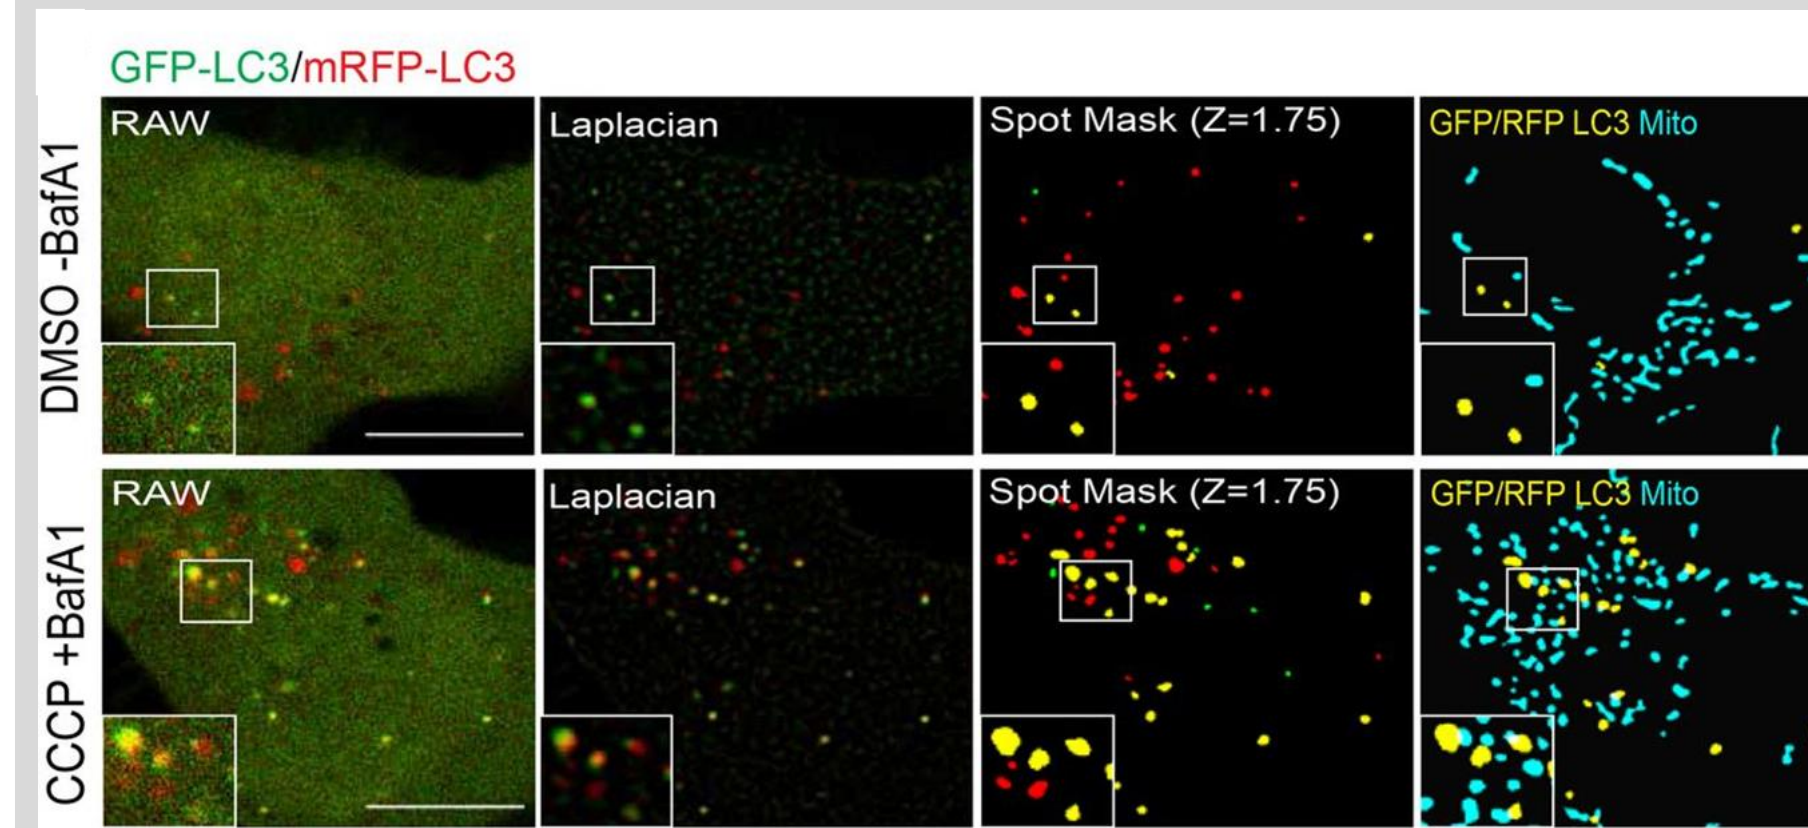 GFP-LC3/mRFP-LC3
DMSO -BafA1
RAW
Laplacian
Spot Mask (Z=1.75)
GFP/RFP LC3 Mito
CCCP +BafA1
RAW
Laplacian
Spot Mask (Z=1.75)
GFP/RFP LC3 Mito